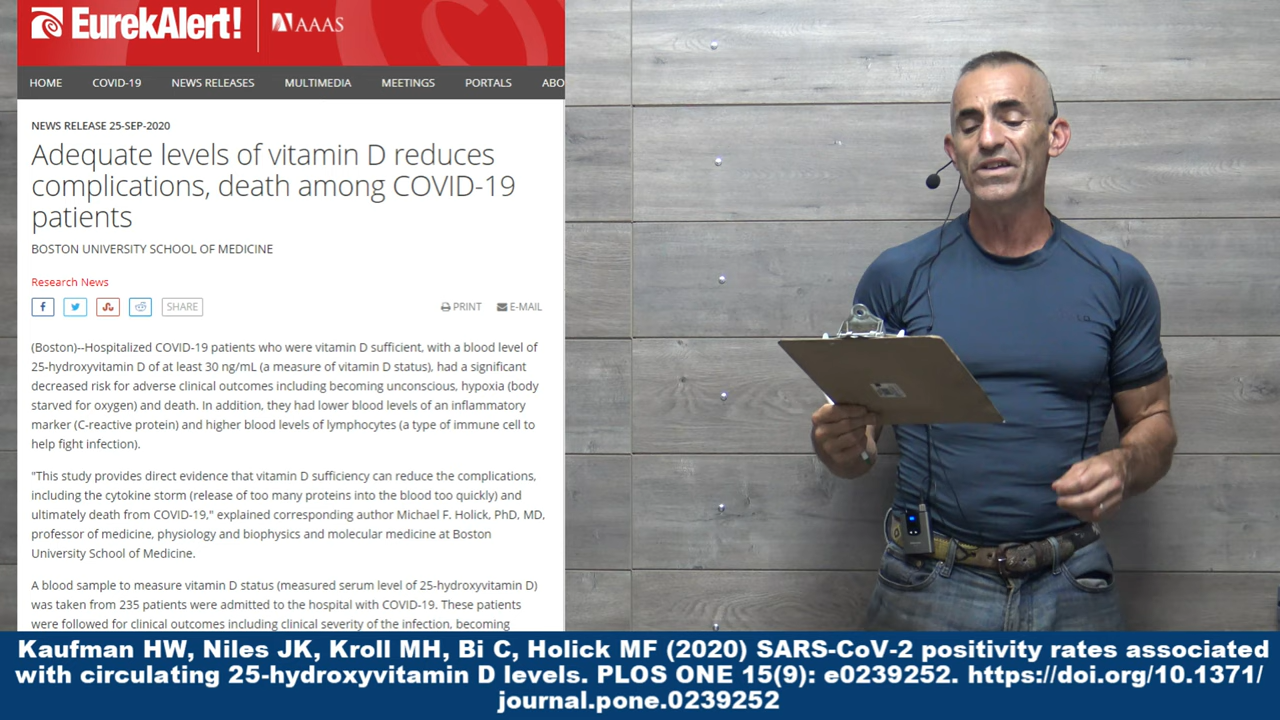 EurekAlert! AAAS
HOME COVID-19 NEWS RELEASES MULTIMEDIA MEETINGS PORTALS ABO
NEWS RELEASE 25-SEP-2020
Adequate levels of vitamin D reduces
complications, death among COVID-19
patients
BOSTON UNIVERSITY SCHOOL OF MEDICINE
Research News
SHARE PRINT E-MAIL
(Boston)--Hospitalized COVID-19 patients who were vitamin D sufficient, with a blood level of
25-hydroxyvitamin D of at least 30 ng/mL (a measure of vitamin D status), had a significant
decreased risk for adverse clinical outcomes including becoming unconscious, hypoxia (body
starved for oxygen) and death. In addition, they had lower blood levels of an inflammatory
marker (C-reactive protein) and higher blood levels of lymphocytes (a type of immune cell to
help fight infection).
"This study provides direct evidence that vitamin D sufficiency can reduce the complications,
including the cytokine storm (release of too many proteins into the blood too quickly) and
ultimately death from COVID-19," explained corresponding author Michael F. Holick, PhD, MD,
professor of medicine, physiology and biophysics and molecular medicine at Boston
University School of Medicine.
A blood sample to measure vitamin D status (measured serum level of 25-hydroxyvitamin D)
was taken from 235 patients were admitted to the hospital with COVID-19. These patients
were followed for clinical outcomes including clinical severity of the infection, becoming
Kaufman HW, Niles JK, Kroll MH, Bi C, Holick MF (2020) SARS-CoV-2 positivity rates associated
with circulating 25-hydroxyvitamin D levels. PLOS ONE 15(9): e0239252. https://doi.org/10.1371/
journal.pone.0239252